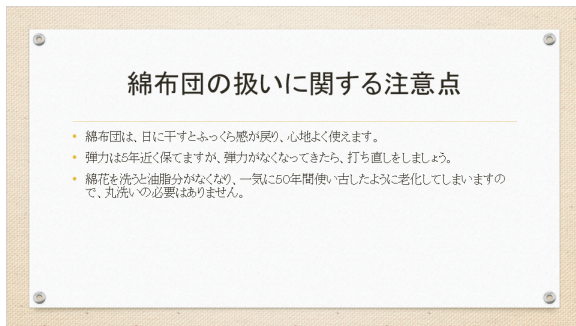 綿布団の扱いに関する注意点
• 綿布団は、日に干すとふっくら感が戻り、心地よく使えます。
• 弾力は5年近く保てますが、弾力がなくなってきたら、打ち直しをしましょう。
• 綿花を洗うと油脂分がなくなり、一気に50年間使い古したように老化してしまいますの
で、丸洗いの必要はありません。